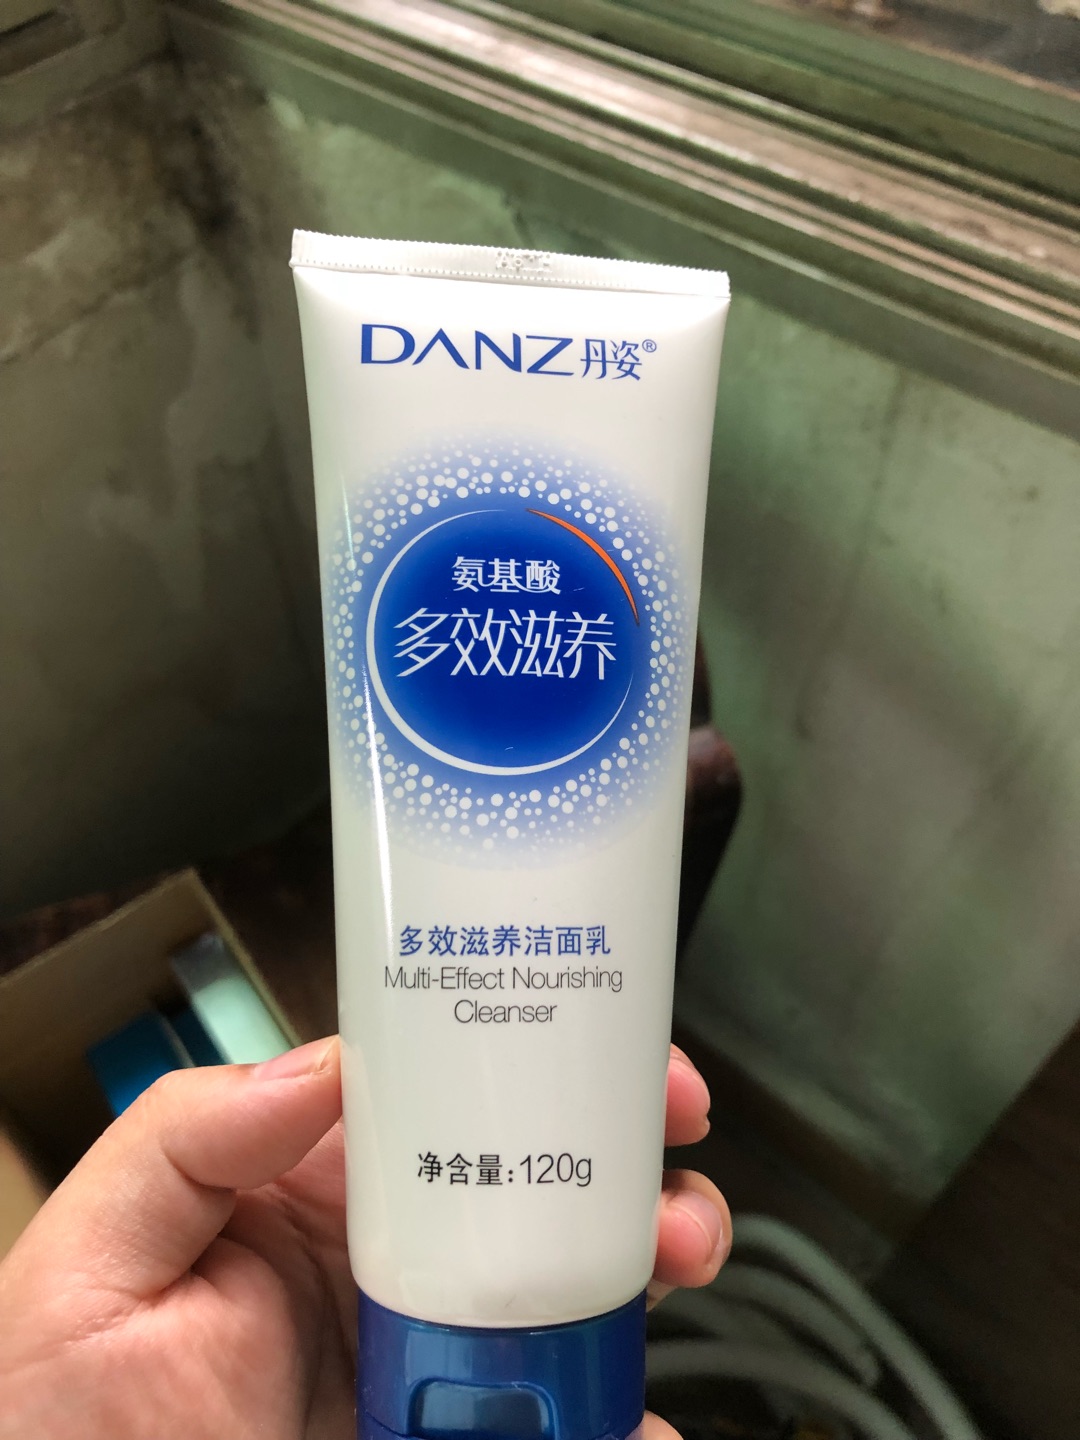 DANZ丹姿®
氨基酸
多效滋养
多效滋养洁面乳
Multi-Effect Nourishing
Cleanser
净含量:120g